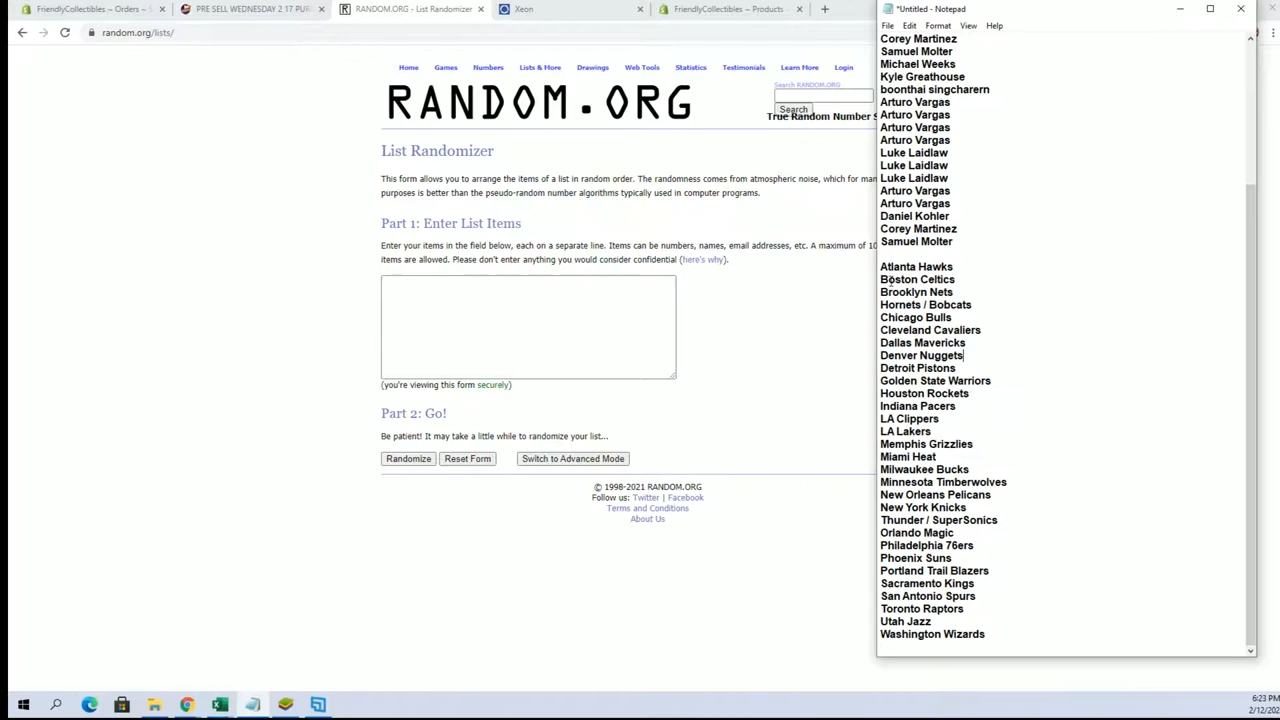 FriendlyCollectibles ~ Orders ~ S
PRE SELL WEDNESDAY 2 17 PUR
RANDOM.ORG - List Randomizer
Xeon
FriendlyCollectibles ~ Products ~
random.org/lists/
Home Games Numbers Lists & More Drawings Web Tools Statistics Testimonials Learn More Login
RANDOM.ORG
Search RANDOM.ORG
Search
True Random Number S
List Randomizer
This form allows you to arrange the items of a list in random order. The randomness comes from atmospheric noise, which for man
purposes is better than the pseudo-random number algorithms typically used in computer programs.
Part 1: Enter List Items
Enter your items in the field below, each on a separate line. Items can be numbers, names, email addresses, etc. A maximum of 10
items are allowed. Please don't enter anything you would consider confidential (here's why).
(you're viewing this form securely)
Part 2: Go!
Be patient! It may take a little while to randomize your list...
Randomize Reset Form Switch to Advanced Mode
© 1998-2021 RANDOM.ORG
Follow us: Twitter | Facebook
Terms and Conditions
About Us
*Untitled - Notepad
File Edit Format View Help
Corey Martinez
Samuel Molter
Michael Weeks
Kyle Greathouse
boonthai singcharern
Arturo Vargas
Arturo Vargas
Arturo Vargas
Arturo Vargas
Luke Laidlaw
Luke Laidlaw
Luke Laidlaw
Arturo Vargas
Arturo Vargas
Daniel Kohler
Corey Martinez
Samuel Molter
Atlanta Hawks
Boston Celtics
Brooklyn Nets
Hornets / Bobcats
Chicago Bulls
Cleveland Cavaliers
Dallas Mavericks
Denver Nuggets
Detroit Pistons
Golden State Warriors
Houston Rockets
Indiana Pacers
LA Clippers
LA Lakers
Memphis Grizzlies
Miami Heat
Milwaukee Bucks
Minnesota Timberwolves
New Orleans Pelicans
New York Knicks
Thunder / SuperSonics
Orlando Magic
Philadelphia 76ers
Phoenix Suns
Portland Trail Blazers
Sacramento Kings
San Antonio Spurs
Toronto Raptors
Utah Jazz
Washington Wizards
6:23 PM
2/12/202